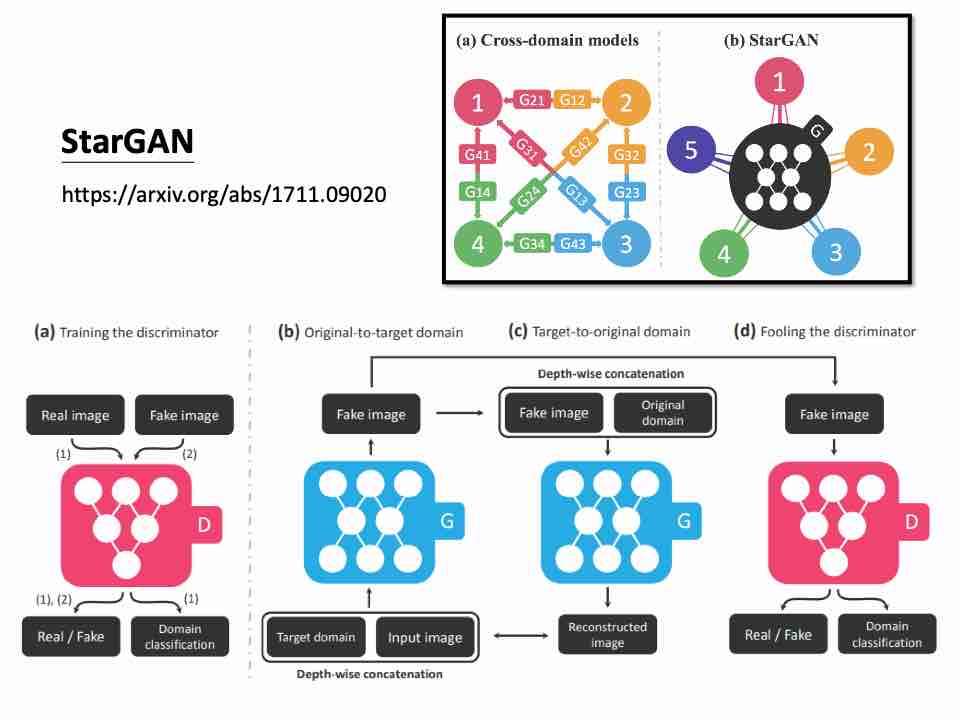 StarGAN
https://arxiv.org/abs/1711.09020
(a) Cross-domain models
(b) StarGAN
1
G21
G12
2
G41
G31
G42
G32
G14
G24
G13
G23
4
G34
G43
3
1
G
5
2
4
3
(a) Training the discriminator
(b) Original-to-target domain
(c) Target-to-original domain
(d) Fooling the discriminator
Real image
Fake image
(1)
(2)
D
(1), (2)
(1)
Real / Fake
Domain
classification
Fake image
G
Target domain
Input image
Depth-wise concatenation
Depth-wise concatenation
Fake image
Original
domain
G
Reconstructed
image
Fake image
D
Real / Fake
Domain
classification